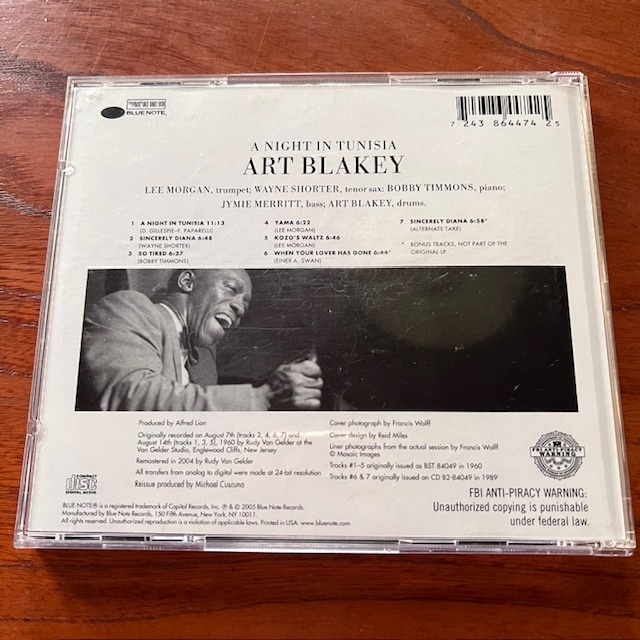 BLUE NOTE
7 243 864474 2 5
A NIGHT IN TUNISIA
ART BLAKEY
LEE MORGAN, trumpet; WAYNE SHORTER, tenor sax: BOBBY TIMMONS, piano;
JYMIE MERRITT, bass; ART BLAKEY, drums.
1 A NIGHT IN TUNISIA 11:13
(D. GILLESPIE-F. PAPARELLI)
2 SINCERELY DIANA 6:48
(WAYNE SHORTER)
3 SO TIRED 6:37
(BOBBY TIMMONS)
4 YAMA 6:22
(LEE MORGAN)
5 KOZO'S WALTZ 6:46
(LEE MORGAN)
6 WHEN YOUR LOVER HAS GONE 6:44*
(EINER A. SWAN)
7 SINCERELY DIANA 6:58*
(ALTERNATE TAKE)
* BONUS TRACKS, NOT PART OF THE
ORIGINAL LP
Produced by Alfred Lion
Originally recorded on August 7th (tracks 2, 4, 6, 7) and
August 14th (tracks 1, 3, 5), 1960 by Rudy Van Gelder at the
Van Gelder Studio, Englewood Cliffs, New Jersey
Remastered in 2004 by Rudy Van Gelder
All transfers from analog to digital were made at 24-bit resolution
Reissue produced by Michael Cuscuna
Cover photograph by Francis Wolff
Cover design by Reid Miles
Liner photographs from the actual session by Francis Wolff
© Mosaic Images
Tracks #1–5 originally issued as BST 84049 in 1960
Tracks #6 & 7 originally issued on CD B2-84049 in 1989
COMPACT
disc
DIGITAL AUDIO
FBI ANTI-PIRACY
WARNING
FBI ANTI-PIRACY WARNING:
Unauthorized copying is punishable
under federal law.
BLUE NOTE® is a registered trademark of Capitol Records, Inc. ℗ & © 2005 Blue Note Records.
Manufactured by Blue Note Records, 150 Fifth Avenue, New York, NY 10011.
All rights reserved. Unauthorized reproduction is a violation of applicable laws. Printed in USA. www.bluenote.com